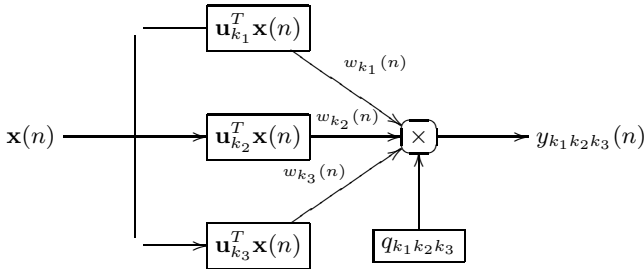 𝐮_{k_1}^T 𝐱(n)
w_{k_1}(n)
𝐱(n)
𝐮_{k_2}^T 𝐱(n)
w_{k_2}(n)
×
y_{k_1 k_2 k_3}(n)
w_{k_3}(n)
𝐮_{k_3}^T 𝐱(n)
q_{k_1 k_2 k_3}